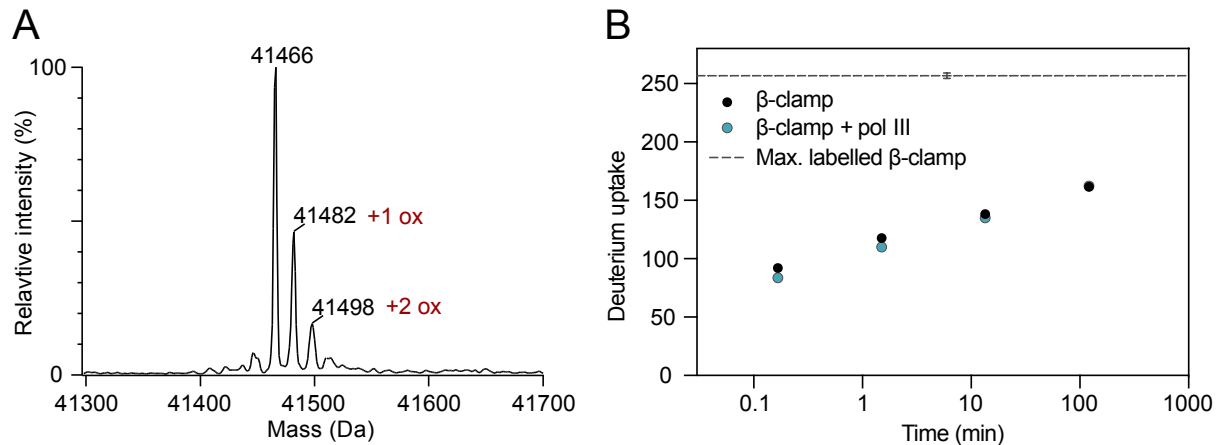 A
41466
100
41482 +1 ox
41498 +2 ox
0
41300 41400 41500 41600 41700
Mass (Da)
Relavtive intensity (%)
B
250
200
150
100
50
0
β-clamp
β-clamp + pol III
Max. labelled β-clamp
0.1 1 10 100 1000
Time (min)
Deuterium uptake